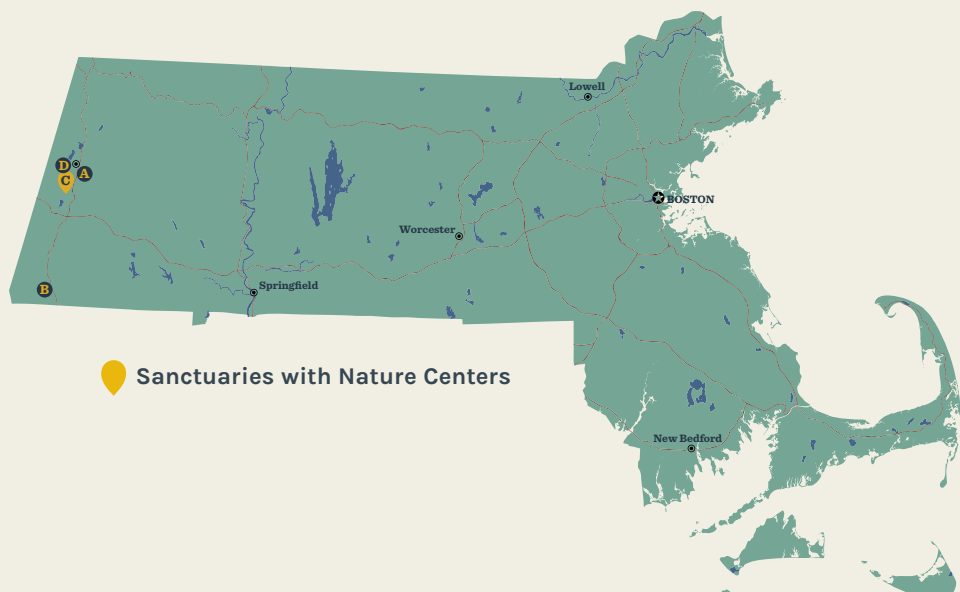 Lowell
D
A
C
BOSTON
Worcester
B
Springfield
Sanctuaries with Nature Centers
New Bedford